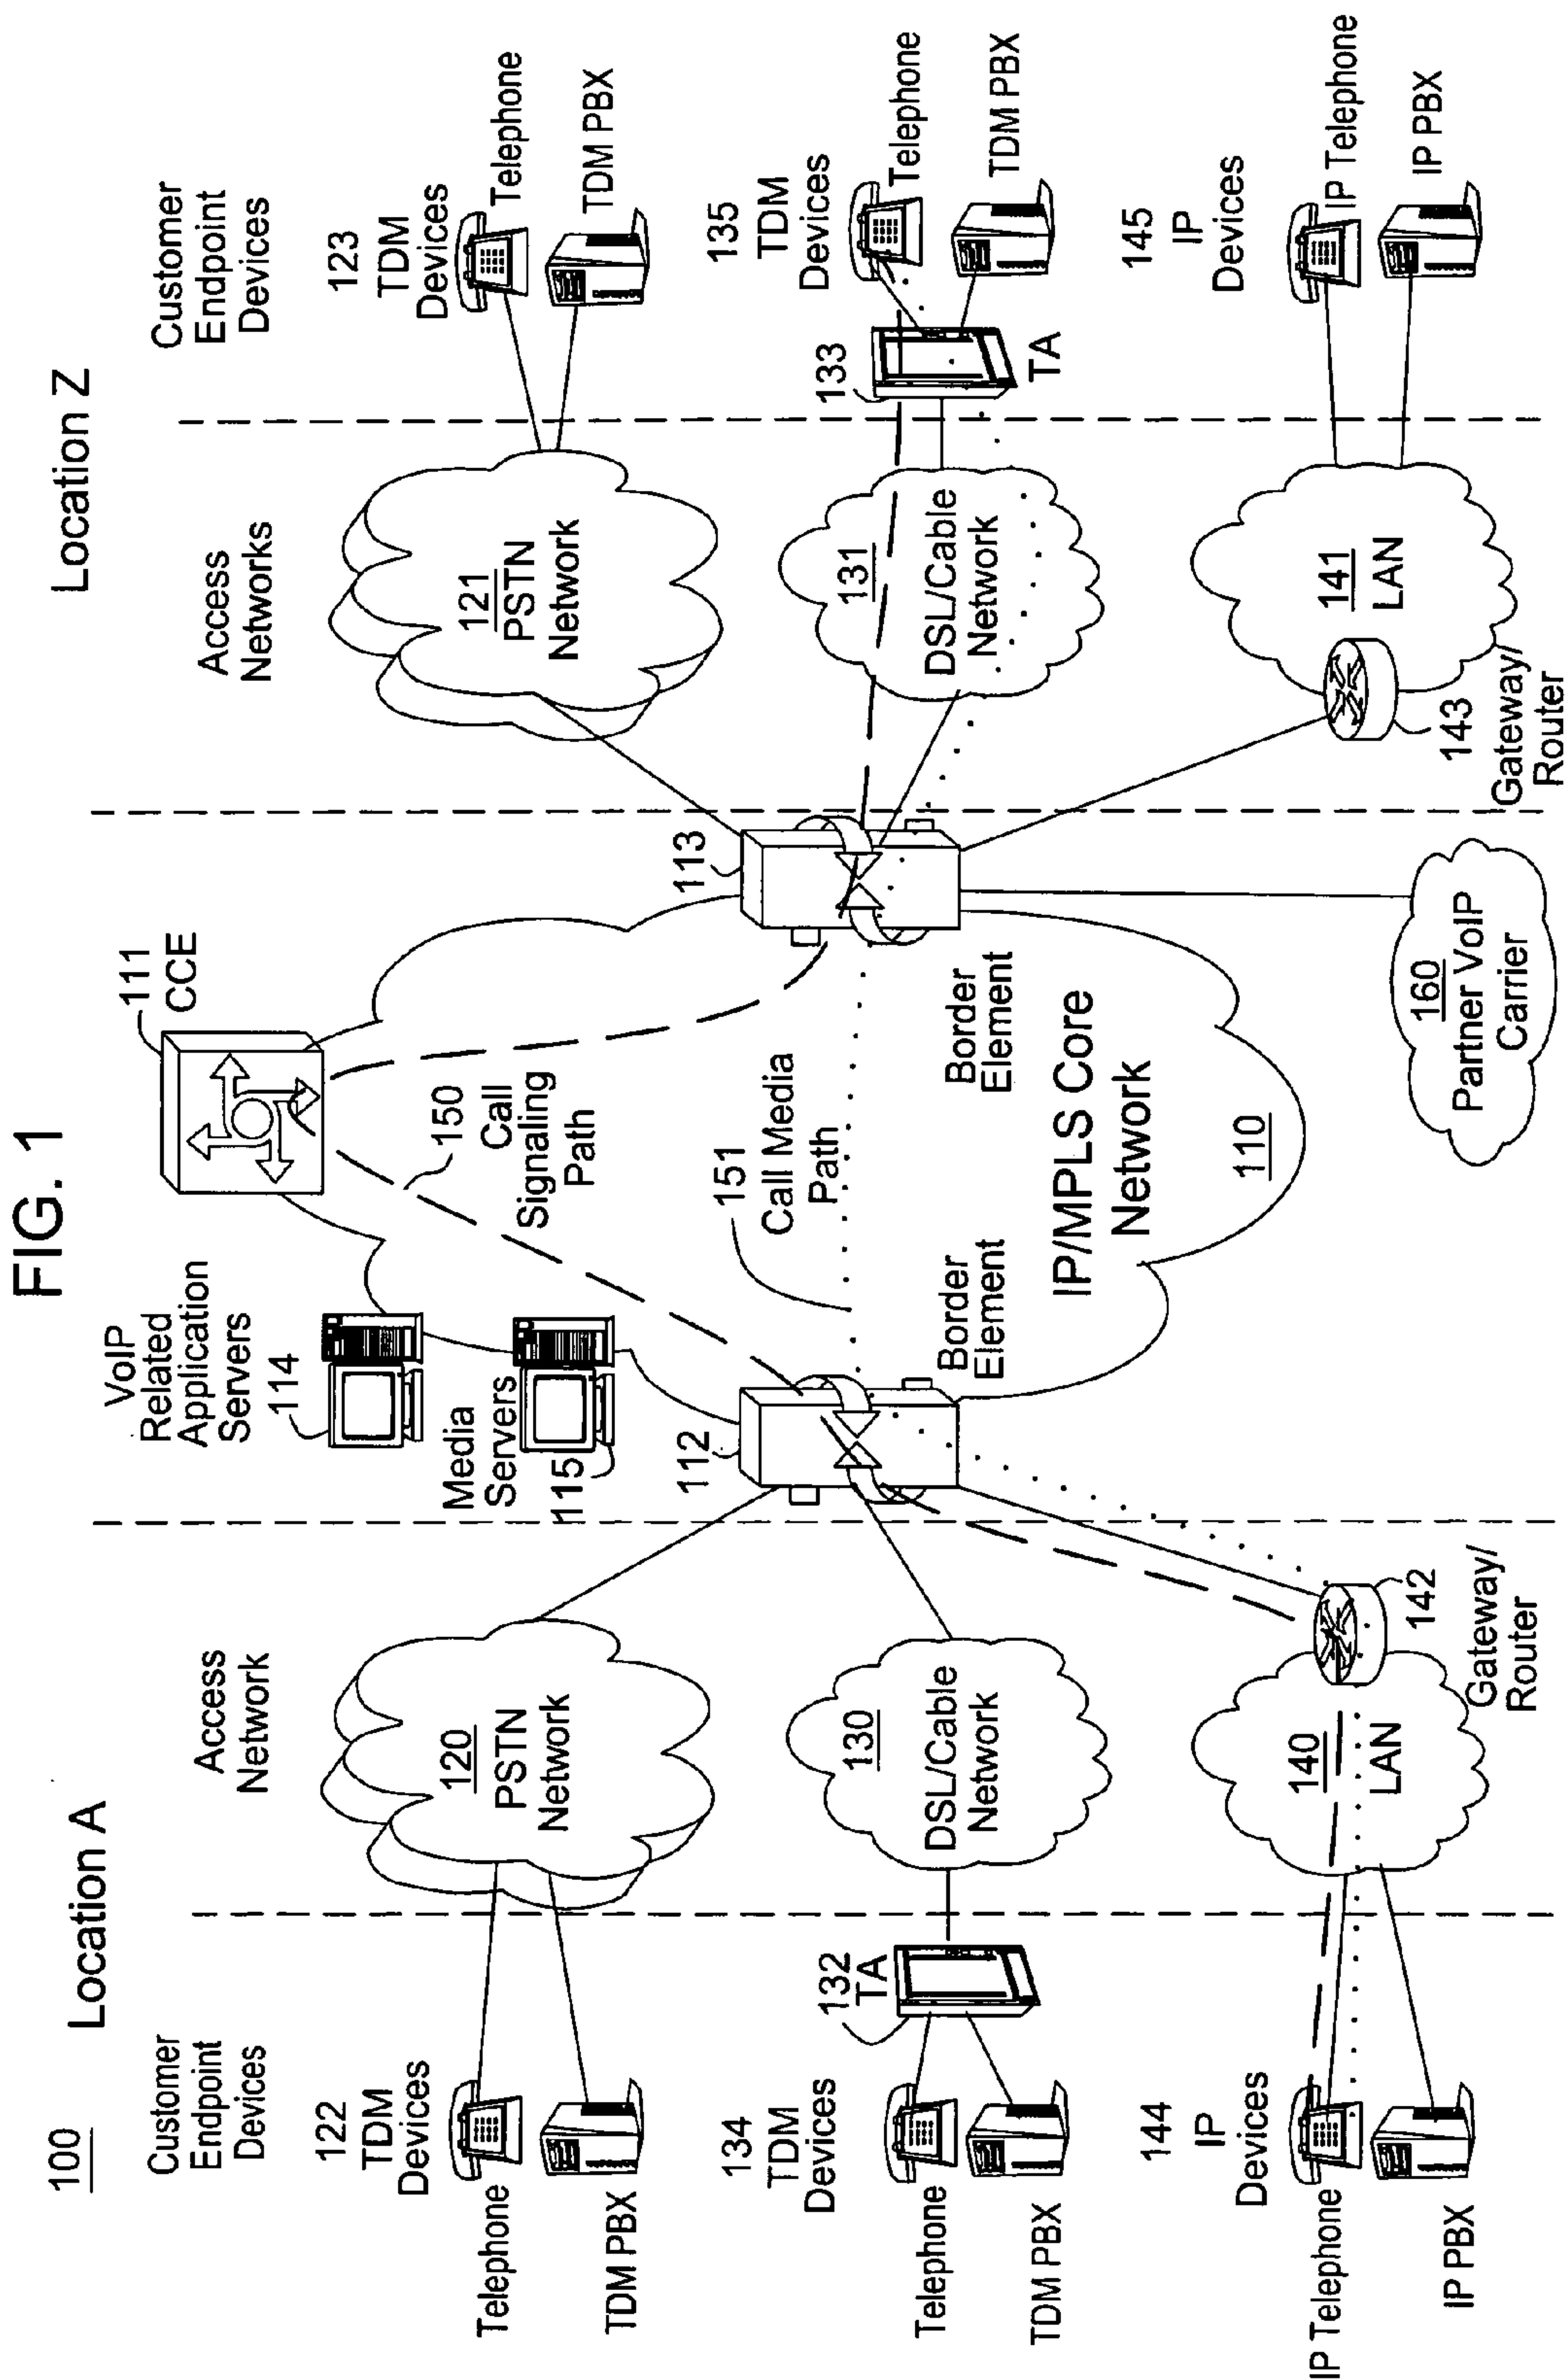 FIG. 1
100
Location A
Location Z
Customer
Endpoint
Devices
Access
Network
VoIP
Related
Application
Servers
114
111
CCE
Access
Networks
Customer
Endpoint
Devices
122
TDM
Devices
Telephone
TDM PBX
120
PSTN
Network
Media
Servers
115
150
Call
Signaling
Path
121
PSTN
Network
123
TDM
Devices
Telephone
TDM PBX
134
TDM
Devices
Telephone
TDM PBX
132
TA
130
DSL/Cable
Network
112
Border
Element
151
Call Media
Path
113
Border
Element
131
DSL/Cable
Network
133
TA
135
TDM
Devices
Telephone
TDM PBX
IP/MPLS Core
Network
110
144
IP
Devices
IP Telephone
IP PBX
140
LAN
142
Gateway/
Router
160
Partner VoIP
Carrier
141
LAN
143
Gateway/
Router
145
IP
Devices
IP Telephone
IP PBX